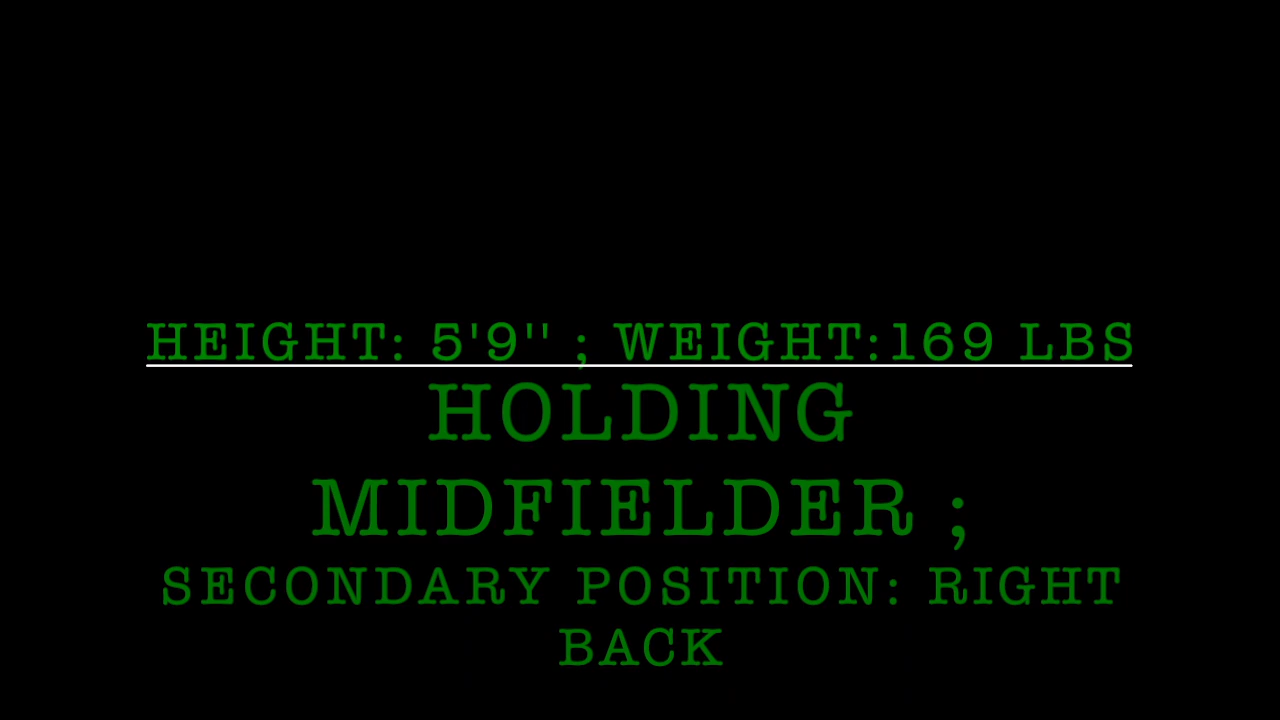 HEIGHT: 5'9'' ; WEIGHT:169 LBS
HOLDING
MIDFIELDER ;
SECONDARY POSITION: RIGHT
BACK